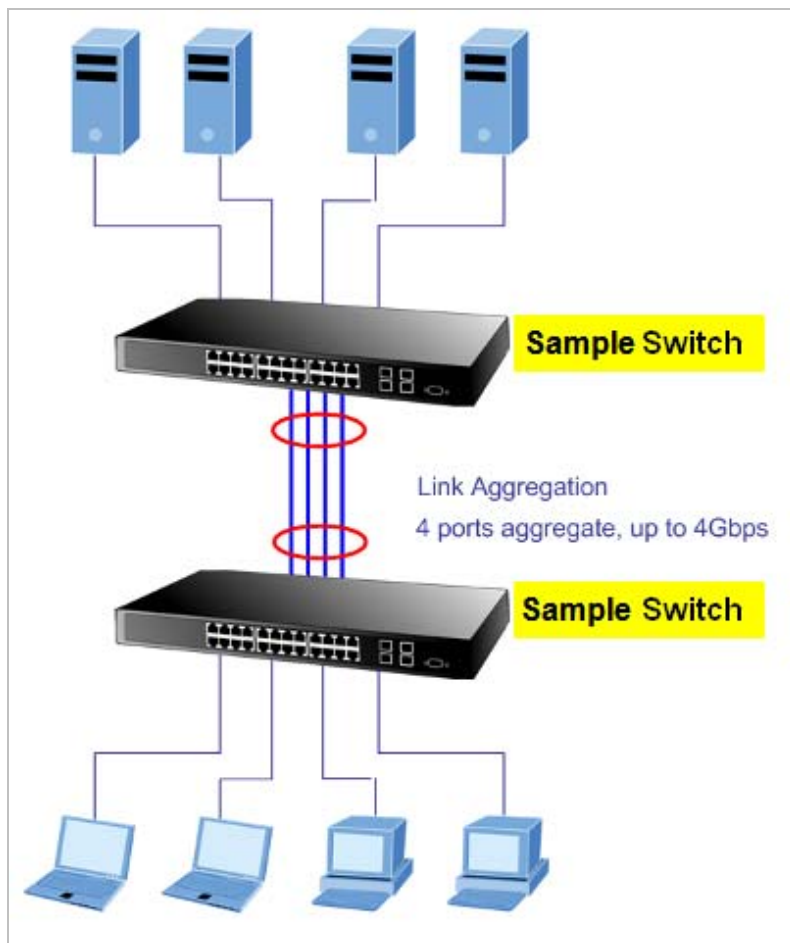 Sample Switch
Link Aggregation
4 ports aggregate, up to 4Gbps
Sample Switch